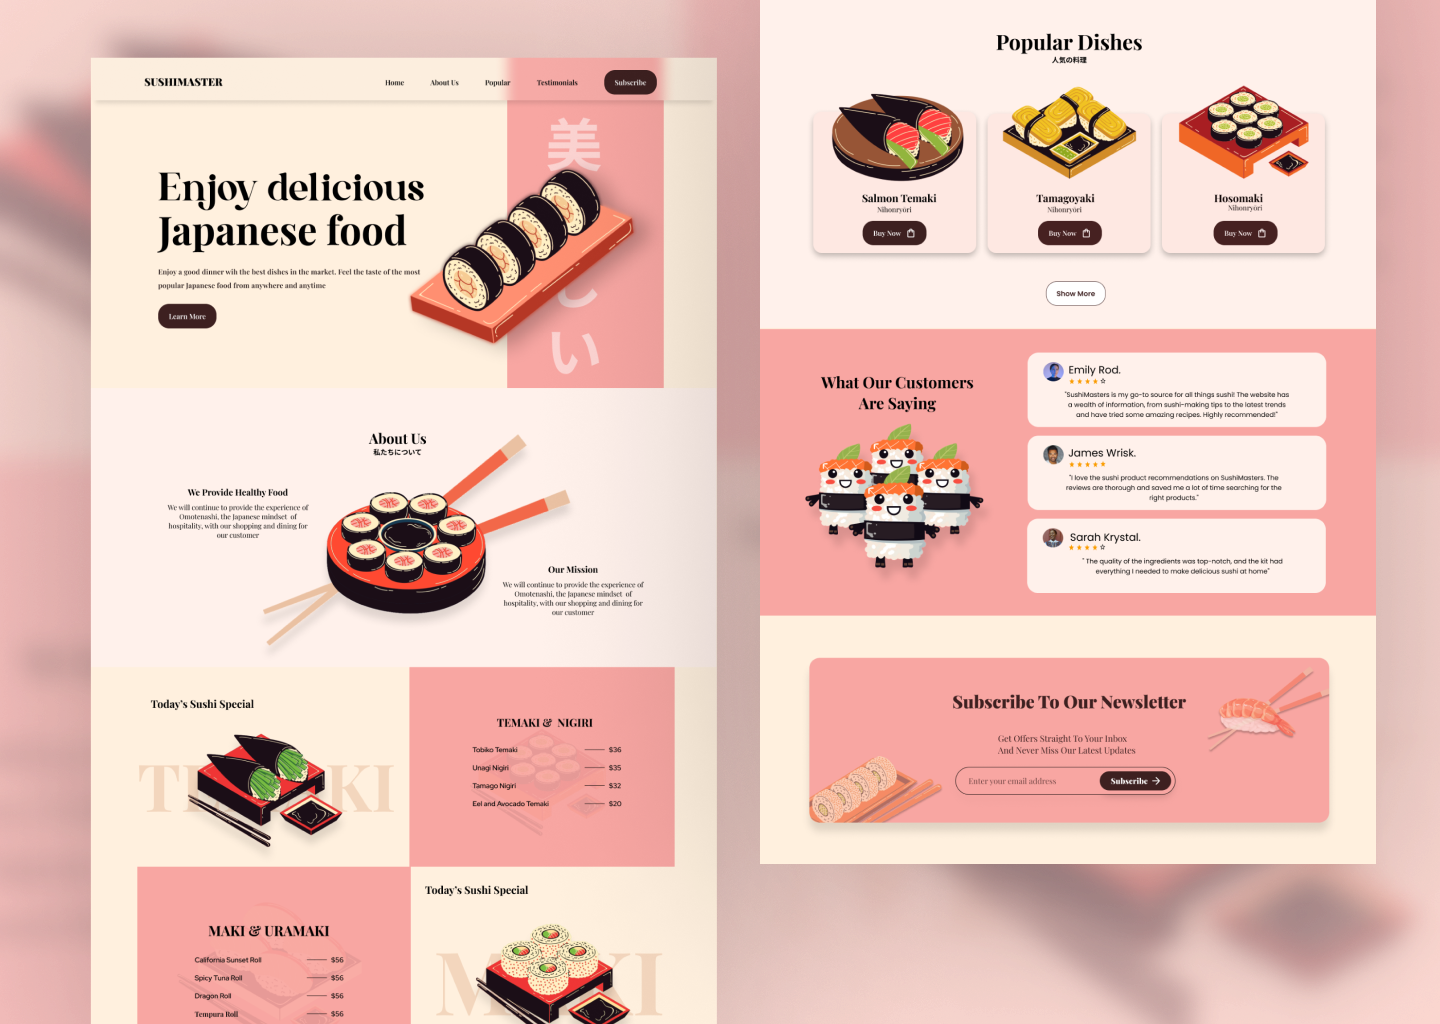 SUSHIMASTER
Home
About Us
Popular
Testimonials
Subscribe
美
し
い
Enjoy delicious
Japanese food
Enjoy a good dinner wih the best dishes in the market. Feel the taste of the most
popular Japanese food from anywhere and anytime
Learn More
About Us
私たちについて
We Provide Healthy Food
We will continue to provide the experience of
Omotenashi, the Japanese mindset of
hospitality, with our shopping and dining for
our customer
Our Mission
We will continue to provide the experience of
Omotenashi, the Japanese mindset of
hospitality, with our shopping and dining for
our customer
Today's Sushi Special
TEMAKI & NIGIRI
Tobiko Temaki $36
Unagi Nigiri $35
Tamago Nigiri $32
Eel and Avocado Temaki $20
MAKI & URAMAKI
California Sunset Roll $56
Spicy Tuna Roll $56
Dragon Roll $56
Tempura Roll $56
Today's Sushi Special
Popular Dishes
人気の料理
Salmon Temaki
Nihonryōri
Buy Now
Tamagoyaki
Nihonryōri
Buy Now
Hosomaki
Nihonryōri
Buy Now
Show More
What Our Customers
Are Saying
Emily Rod.
"SushiMasters is my go-to source for all things sushi! The website has
a wealth of information, from sushi-making tips to the latest trends
and have tried some amazing recipes. Highly recommended!"
James Wrisk.
"I love the sushi product recommendations on SushiMasters. The
reviews are thorough and saved me a lot of time searching for the
right products."
Sarah Krystal.
" The quality of the ingredients was top-notch, and the kit had
everything I needed to make delicious sushi at home"
Subscribe To Our Newsletter
Get Offers Straight To Your Inbox
And Never Miss Our Latest Updates
Enter your email address
Subscribe